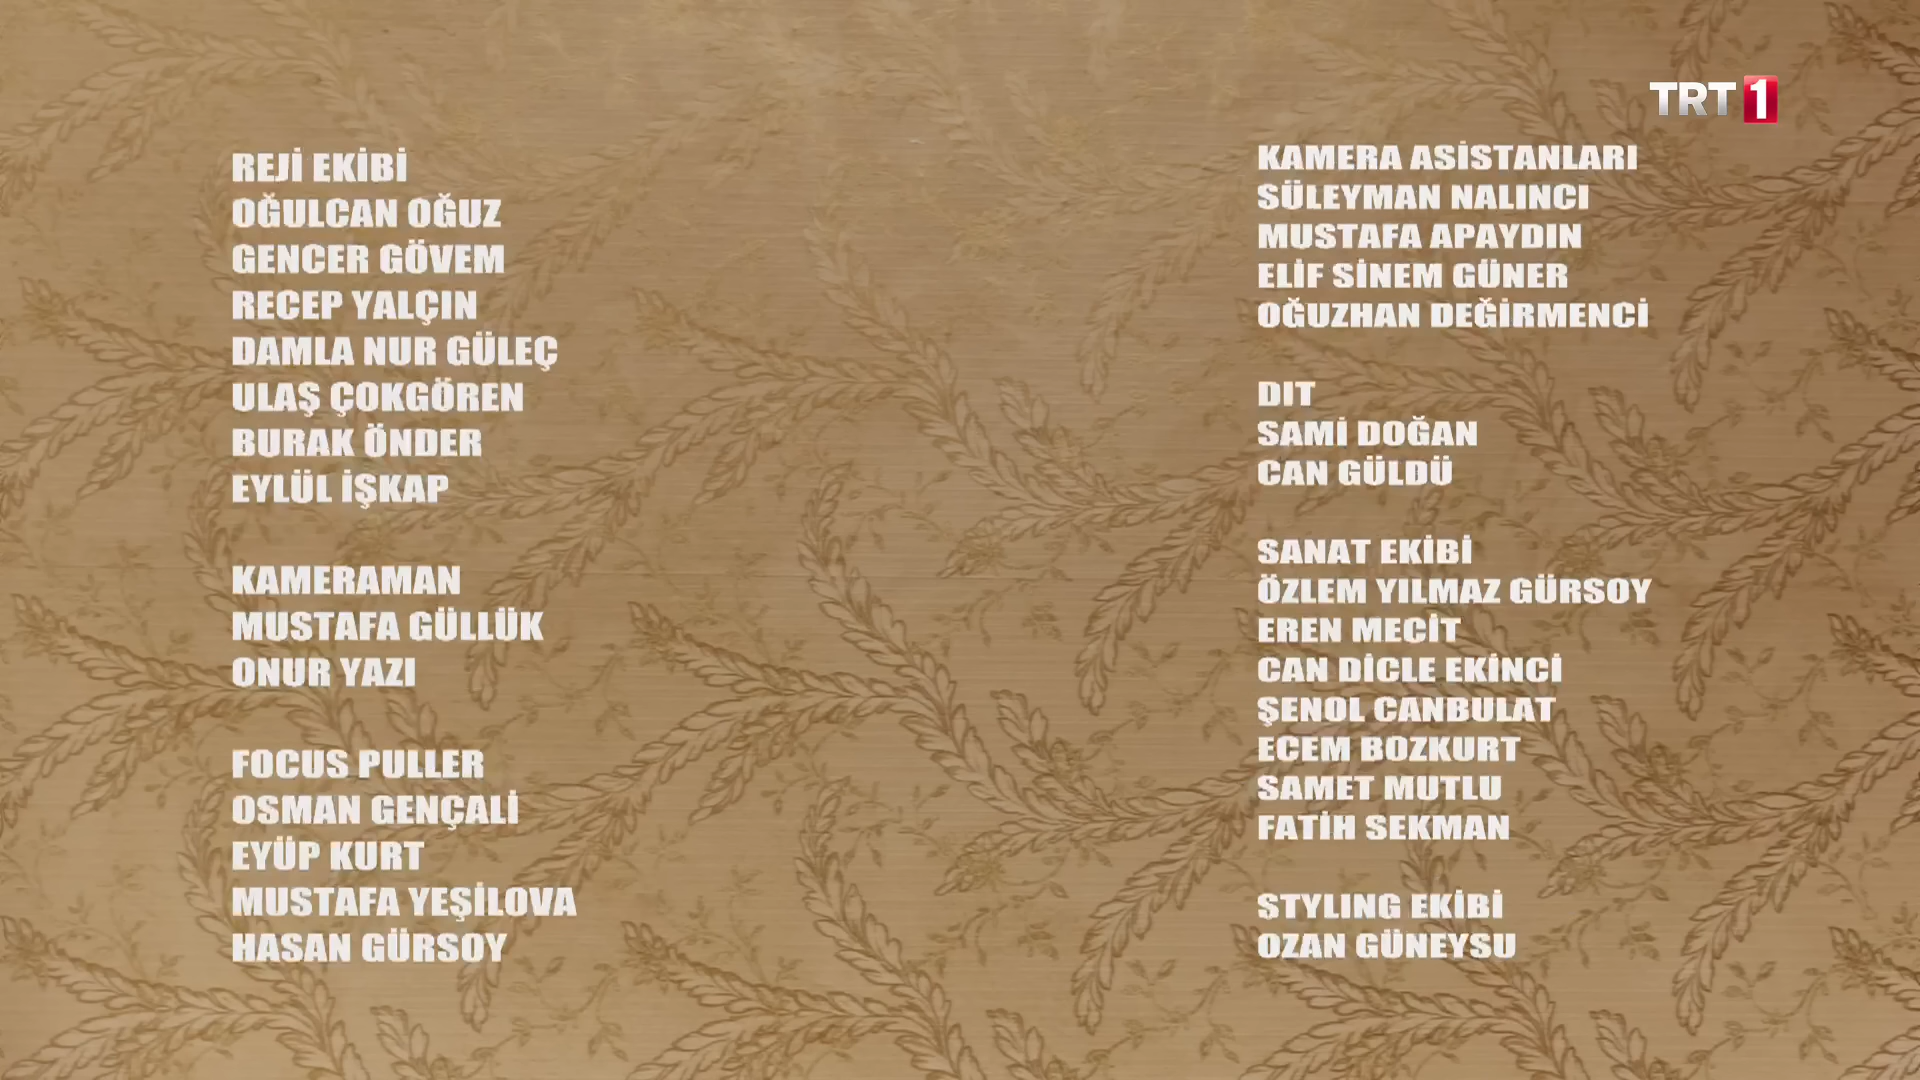 TRT 1
REJİ EKİBİ
OĞULCAN OĞUZ
GENCER GÖVEM
RECEP YALÇIN
DAMLA NUR GÜLEÇ
ULAŞ ÇOKGÖREN
BURAK ÖNDER
EYLÜL İŞKAP
KAMERAMAN
MUSTAFA GÜLLÜK
ONUR YAZI
FOCUS PULLER
OSMAN GENÇALİ
EYÜP KURT
MUSTAFA YEŞİLOVA
HASAN GÜRSOY
KAMERA ASİSTANLARI
SÜLEYMAN NALINCI
MUSTAFA APAYDIN
ELİF SİNEM GÜNER
OĞUZHAN DEĞİRMENCİ
DIT
SAMİ DOĞAN
CAN GÜLDÜ
SANAT EKİBİ
ÖZLEM YILMAZ GÜRSOY
EREN MECİT
CAN DİCLE EKİNCİ
ŞENOL CANBULAT
ECEM BOZKURT
SAMET MUTLU
FATİH SEKMAN
STYLING EKİBİ
OZAN GÜNEYSU